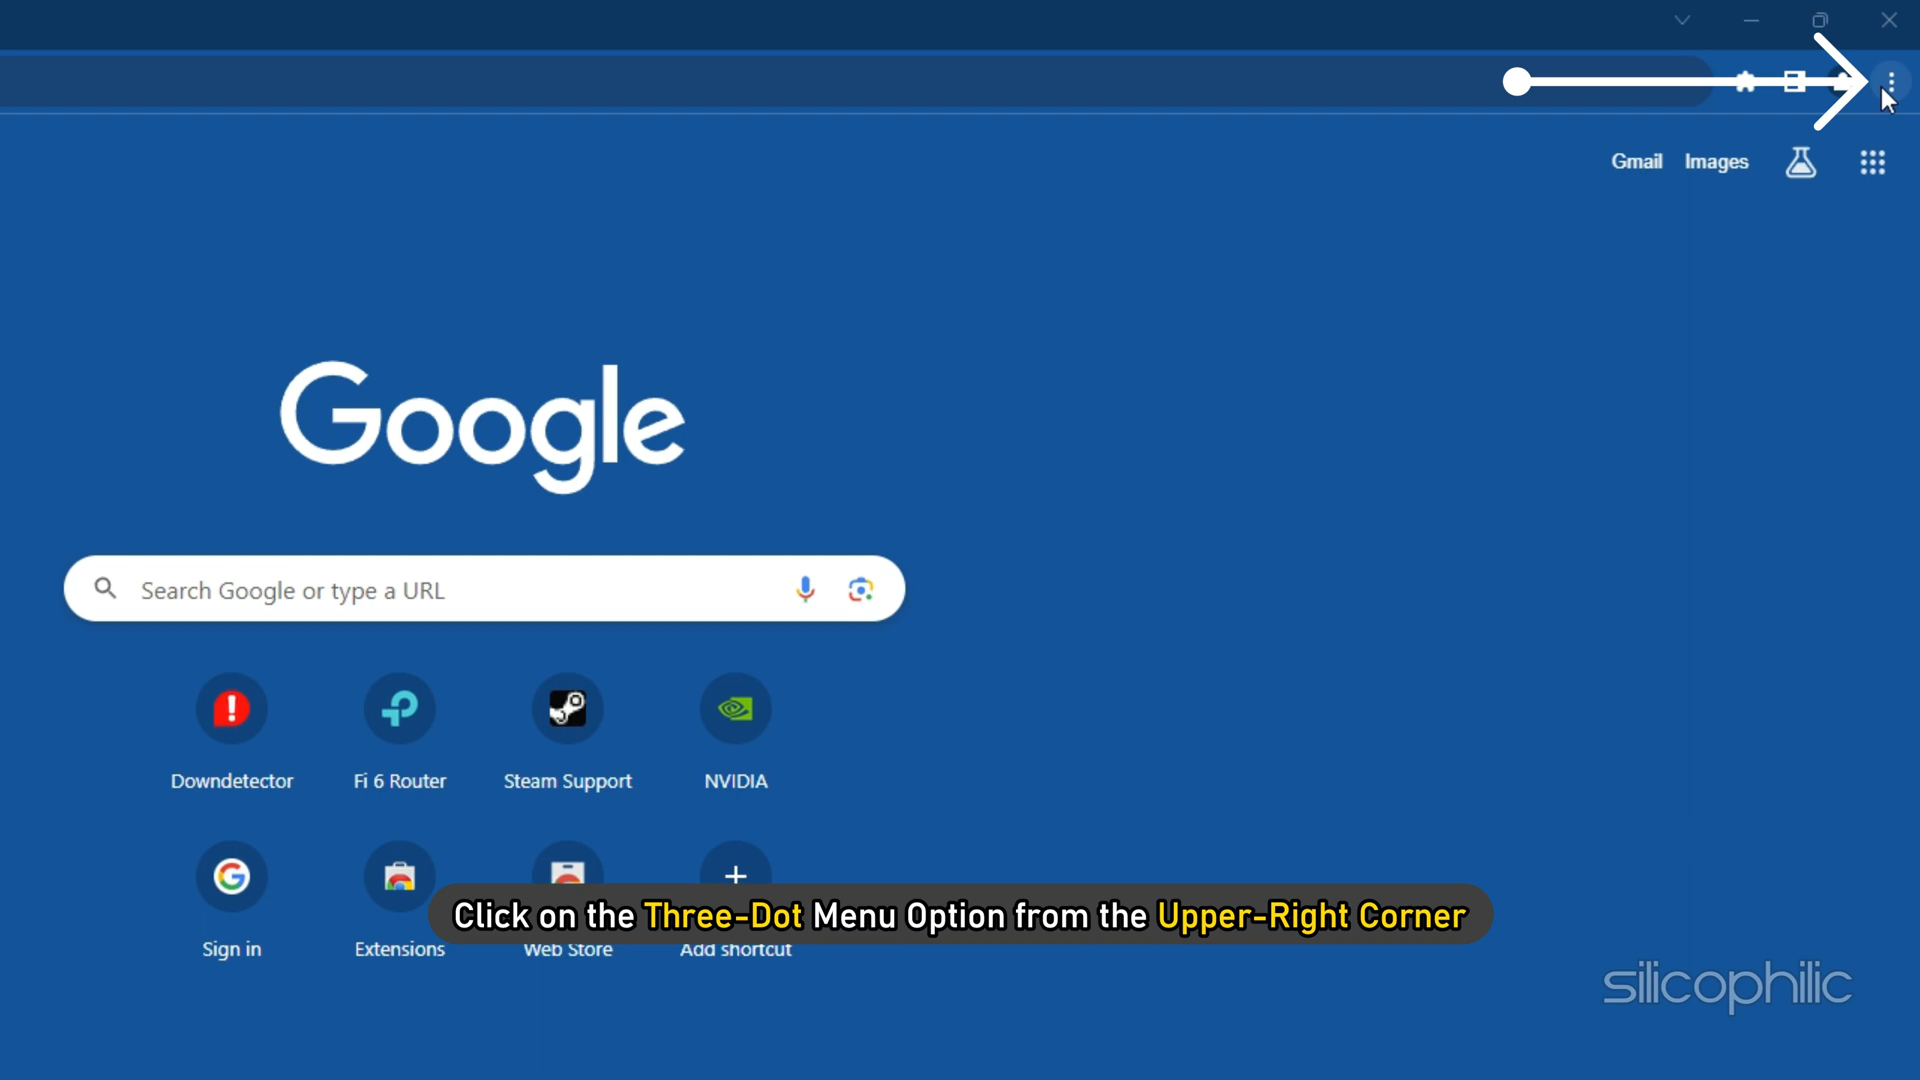 Gmail Images
Google
Search Google or type a URL
Downdetector Fi 6 Router Steam Support NVIDIA
Sign in Extensions Web Store Add shortcut
Click on the Three-Dot Menu Option from the Upper-Right Corner
silicophilic